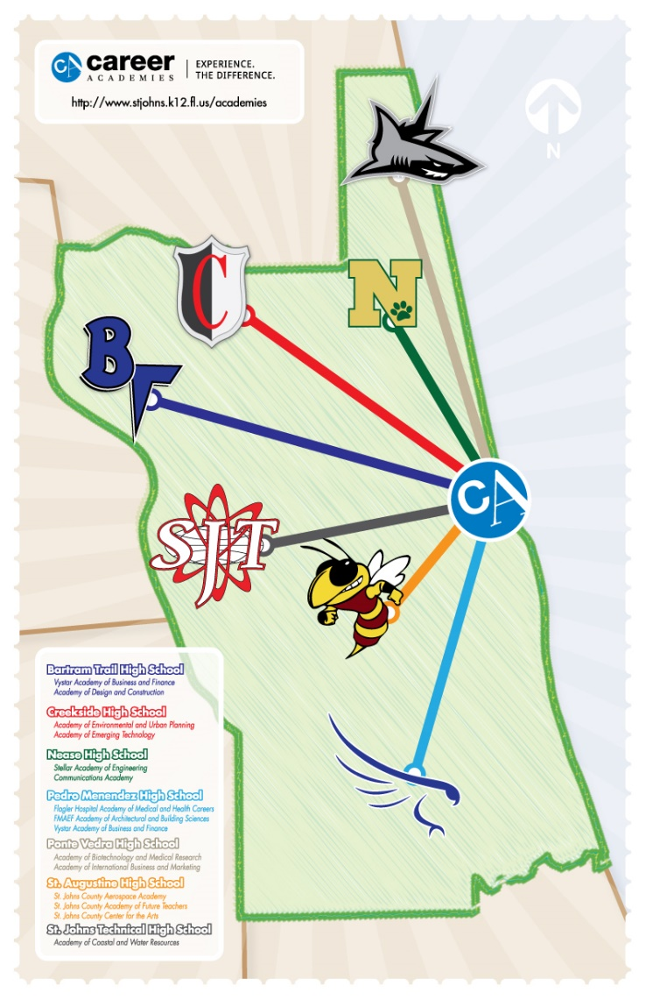 CA career
ACADEMIES
EXPERIENCE.
THE DIFFERENCE.
http://www.stjohns.k12.fl.us/academies
N
C
N
B
T
CA
SJT
Bartram Trail High School
Vystar Academy of Business and Finance
Academy of Design and Construction
Creekside High School
Academy of Environmental and Urban Planning
Academy of Emerging Technology
Nease High School
Stellar Academy of Engineering
Communications Academy
Pedro Menendez High School
Flagler Hospital Academy of Medical and Health Careers
FMAEF Academy of Architectural and Building Sciences
Vystar Academy of Business and Finance
Ponte Vedra High School
Academy of Biotechnology and Medical Research
Academy of International Business and Marketing
St. Augustine High School
St. Johns County Aerospace Academy
St. Johns County Academy of Future Teachers
St. Johns County Center for the Arts
St. Johns Technical High School
Academy of Coastal and Water Resources